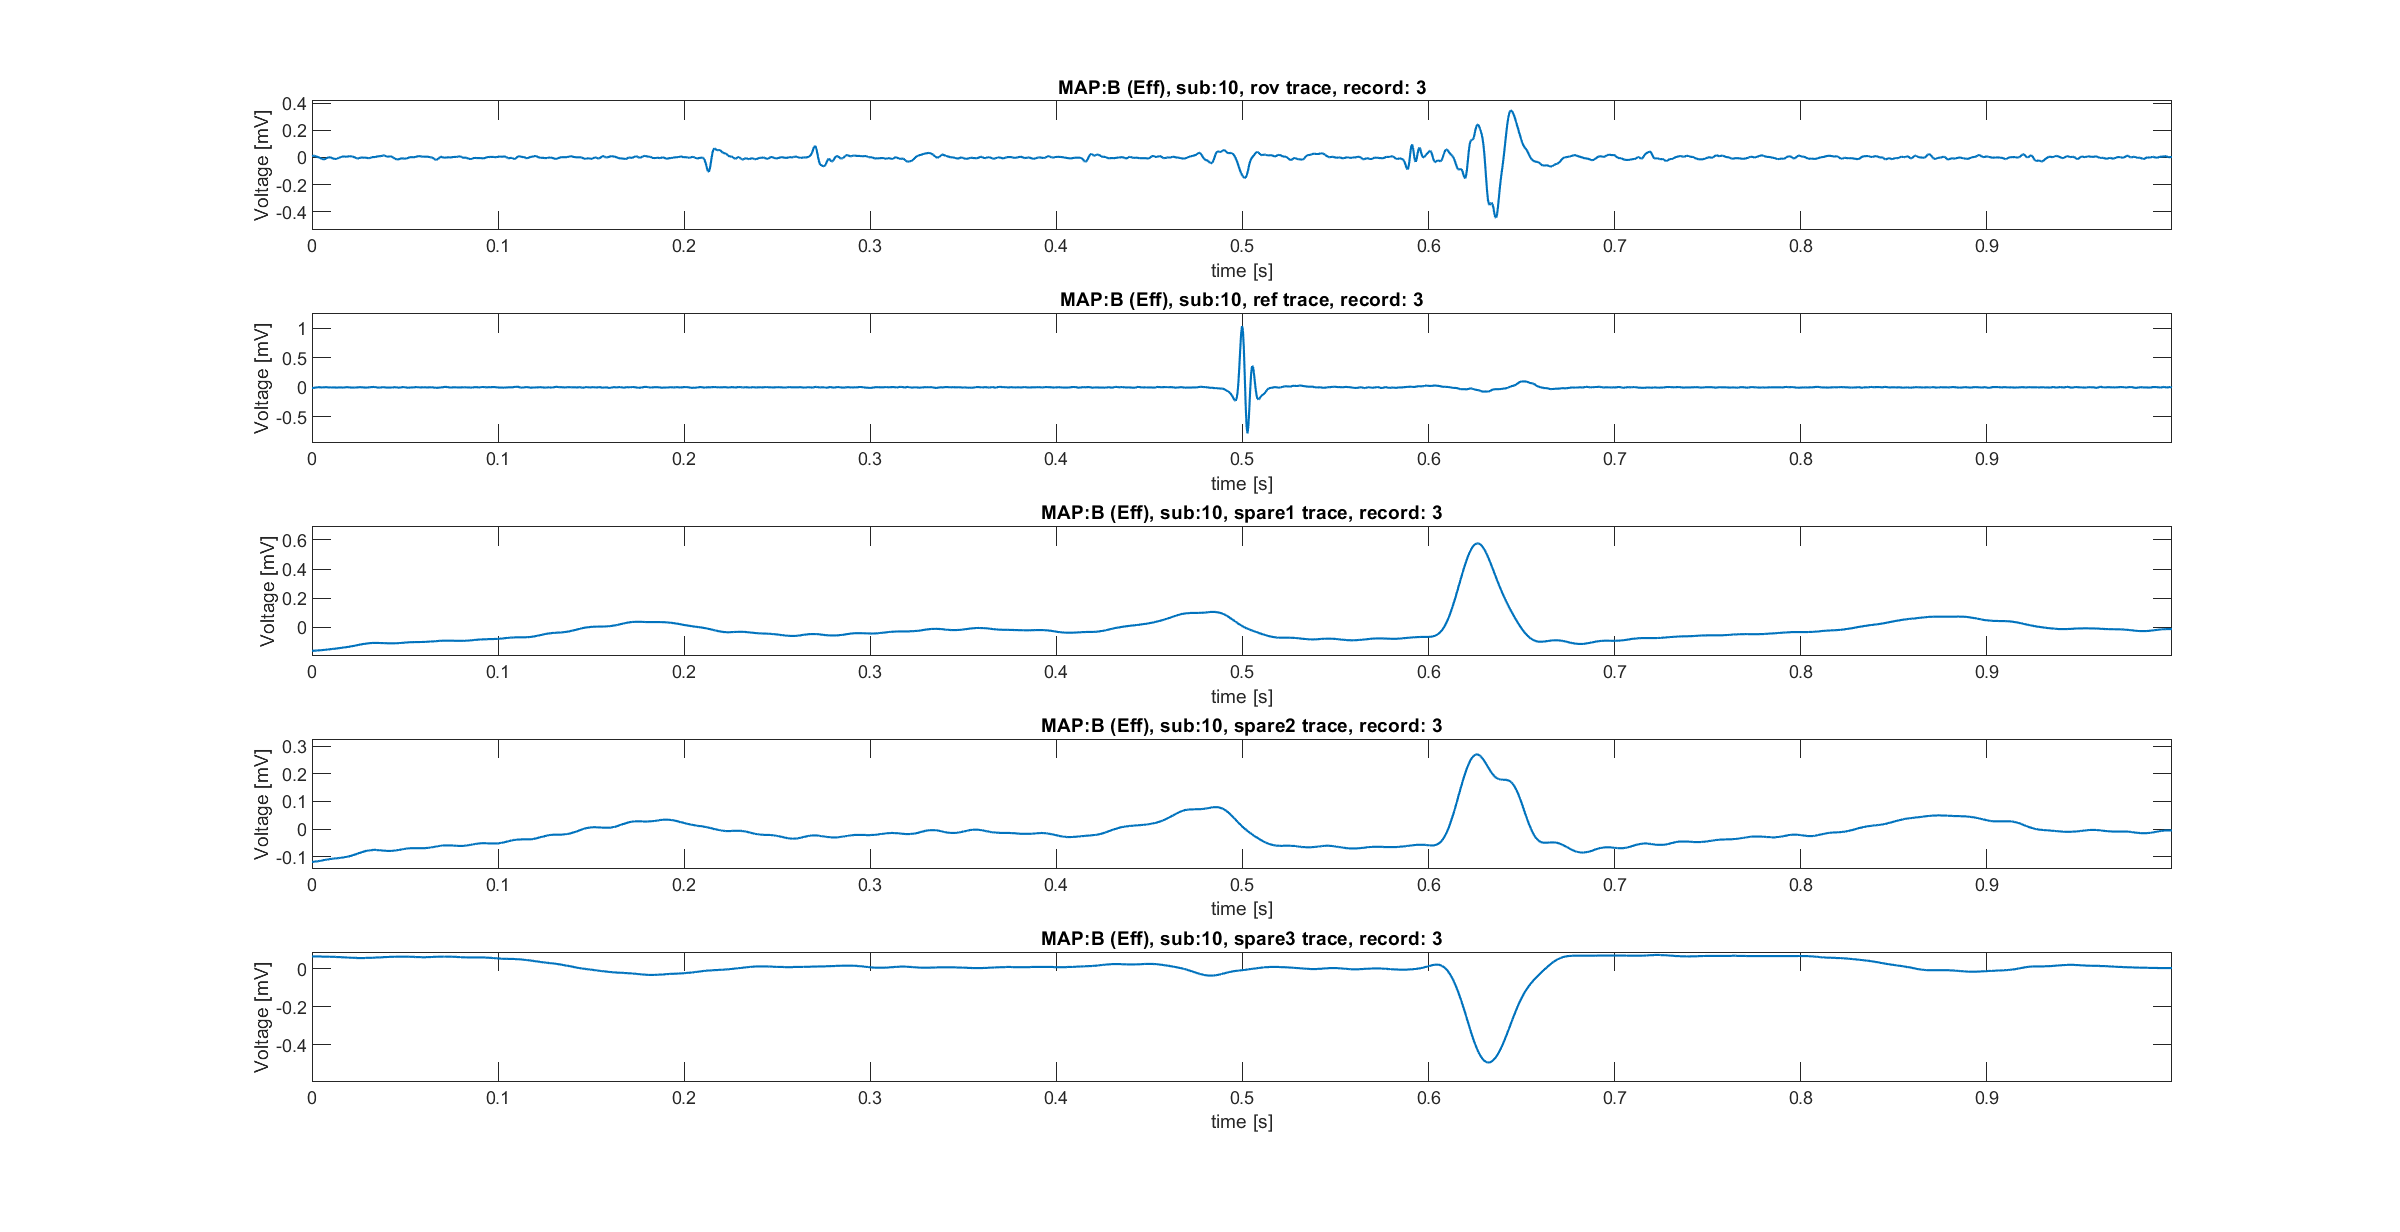 MAP:B (Eff), sub:10, rov trace, record: 3
Voltage [mV]
0.4
0.2
0
-0.2
-0.4
0 0.1 0.2 0.3 0.4 0.5 0.6 0.7 0.8 0.9
time [s]
MAP:B (Eff), sub:10, ref trace, record: 3
Voltage [mV]
1
0.5
0
-0.5
0 0.1 0.2 0.3 0.4 0.5 0.6 0.7 0.8 0.9
time [s]
MAP:B (Eff), sub:10, spare1 trace, record: 3
Voltage [mV]
0.6
0.4
0.2
0
0 0.1 0.2 0.3 0.4 0.5 0.6 0.7 0.8 0.9
time [s]
MAP:B (Eff), sub:10, spare2 trace, record: 3
Voltage [mV]
0.3
0.2
0.1
0
-0.1
0 0.1 0.2 0.3 0.4 0.5 0.6 0.7 0.8 0.9
time [s]
MAP:B (Eff), sub:10, spare3 trace, record: 3
Voltage [mV]
0
-0.2
-0.4
0 0.1 0.2 0.3 0.4 0.5 0.6 0.7 0.8 0.9
time [s]